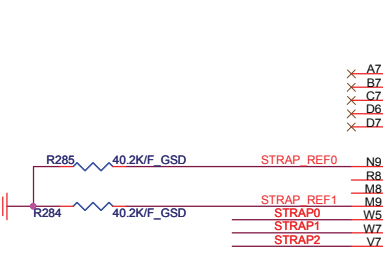 A7
B7
C7
D6
D7
R285 40.2K/F_GSD STRAP_REF0 N9
R8
M8
STRAP_REF1 M9
R284 40.2K/F_GSD STRAP0 W5
STRAP1 W7
STRAP2 V7